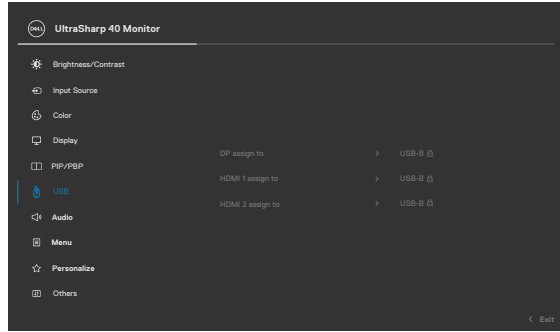 DELL UltraSharp 40 Monitor
Brightness/Contrast
Input Source
Color
Display
PIP/PBP
USB
Audio
Menu
Personalize
Others
DP assign to > USB-B
HDMI 1 assign to > USB-B
HDMI 2 assign to > USB-B
< Exit